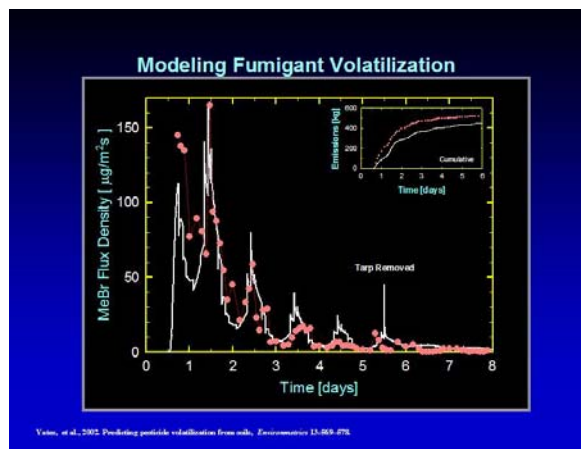 Modeling Fumigant Volatilization
MeBr Flux Density [ µg/m²s ]
150
100
50
0
0 1 2 3 4 5 6 7 8
Time [days]
Tarp Removed
Emissions [kg]
600
400
200
0
0 1 2 3 4 5 6
Time [days]
Cumulative
Yates, et al., 2002. Predicting pesticide volatilization from soils, Environmetrics 13:569-578.